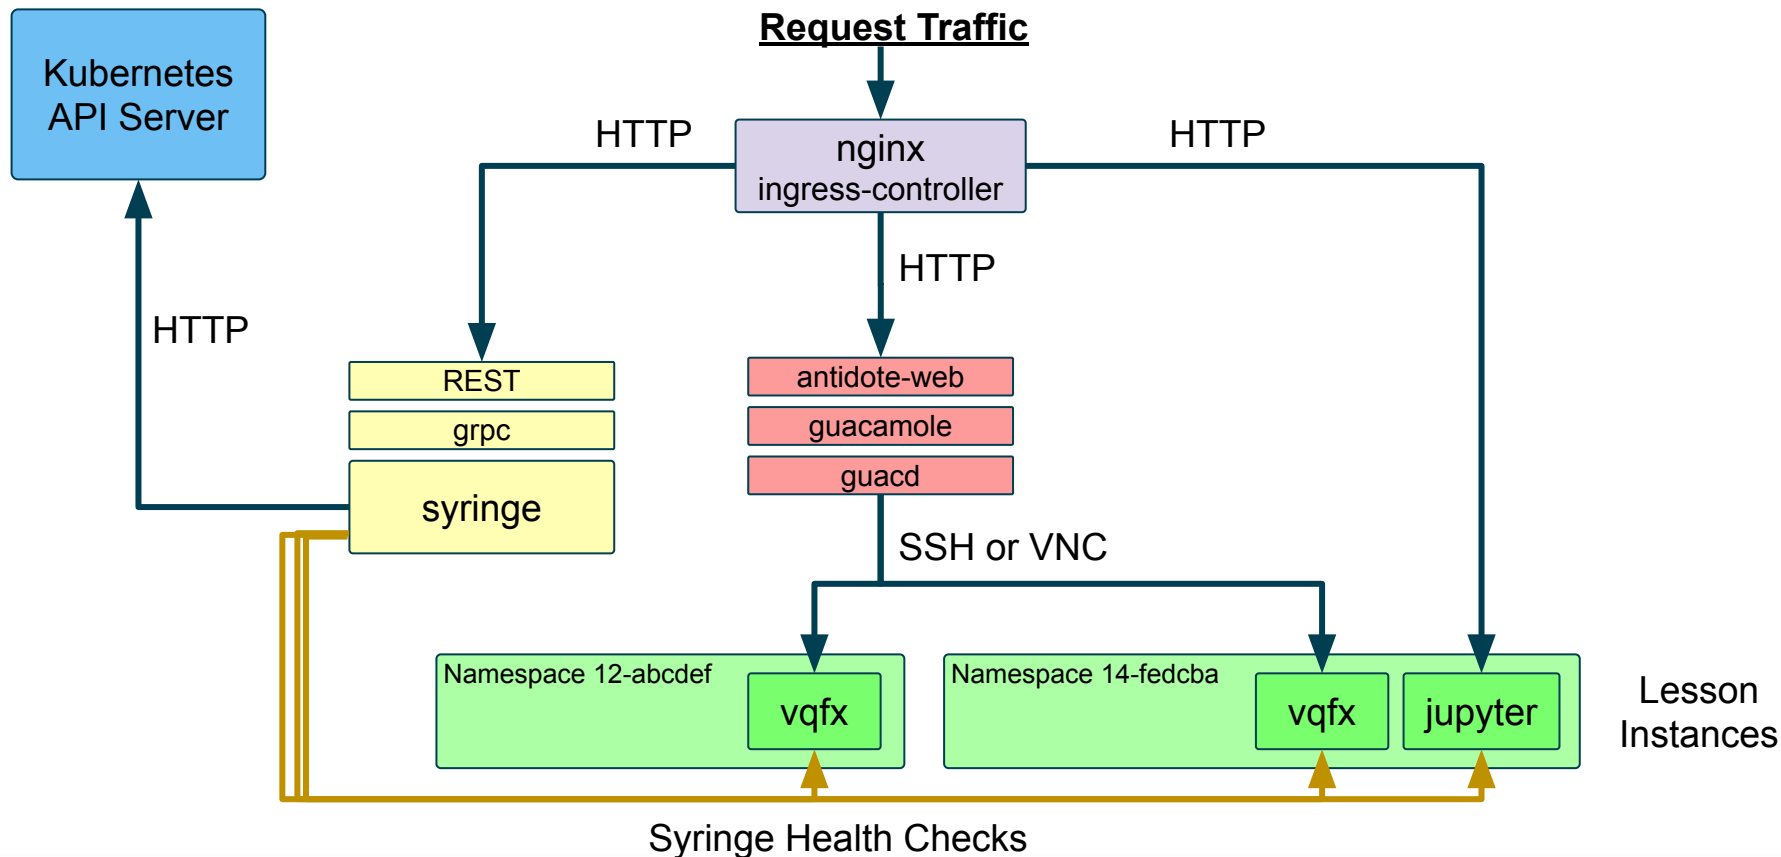 Request Traffic
Kubernetes
API Server
HTTP
HTTP
nginx
ingress-controller
HTTP
HTTP
REST
grpc
syringe
antidote-web
guacamole
guacd
SSH or VNC
Namespace 12-abcdef
vqfx
Namespace 14-fedcba
vqfx
jupyter
Lesson
Instances
Syringe Health Checks